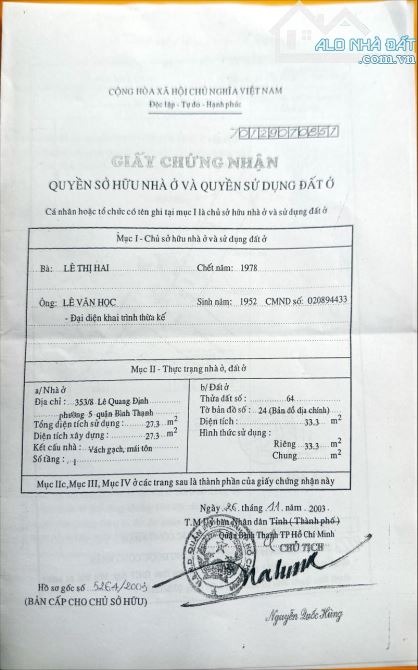 ALO NHÀ ĐẤT
.com.vn
CỘNG HÒA XÃ HỘI CHỦ NGHĨA VIỆT NAM
Độc lập - Tự do - Hạnh phúc
GIẤY CHỨNG NHẬN
QUYỀN SỞ HỮU NHÀ Ở VÀ QUYỀN SỬ DỤNG ĐẤT Ở
Cá nhân hoặc tổ chức có tên ghi tại mục I là chủ sở hữu nhà ở và sử dụng đất ở
Mục I - Chủ sở hữu nhà ở và sử dụng đất ở
Bà: LÊ THỊ HAI Chết năm: 1978
Ông: LÊ VĂN HỌC Sinh năm: 1952 CMND số: 020894433
- Đại diện khai trình thừa kế
Mục II - Thực trạng nhà ở, đất ở
a/ Nhà ở
Địa chỉ : 353/8 Lê Quang Định
phường 5 quận Bình Thạnh
Tổng diện tích sử dụng : 27.3 m2
Diện tích xây dựng : 27.3 m2
Kết cấu nhà : Vách gạch, mái tôn
Số tầng : 1
b/ Đất ở
Thửa đất số : 64
Tờ bản đồ số : 24 (Bản đồ địa chính)
Diện tích : 33.3 m2
Hình thức sử dụng :
Riêng 33.3 m2
Chung m2
Mục IIc, Mục III, Mục IV ở các trang sau là thành phần của giấy chứng nhận này
Ngày 26 tháng 11 năm 2003
T.M Ủy ban Nhân dân Tỉnh ( Thành phố )
Quận Bình Thạnh TP Hồ Chí Minh
CHỦ TỊCH
Hồ sơ gốc số 5264/2003
(BẢN CẤP CHO CHỦ SỞ HỮU)
Nguyễn Quốc Hùng